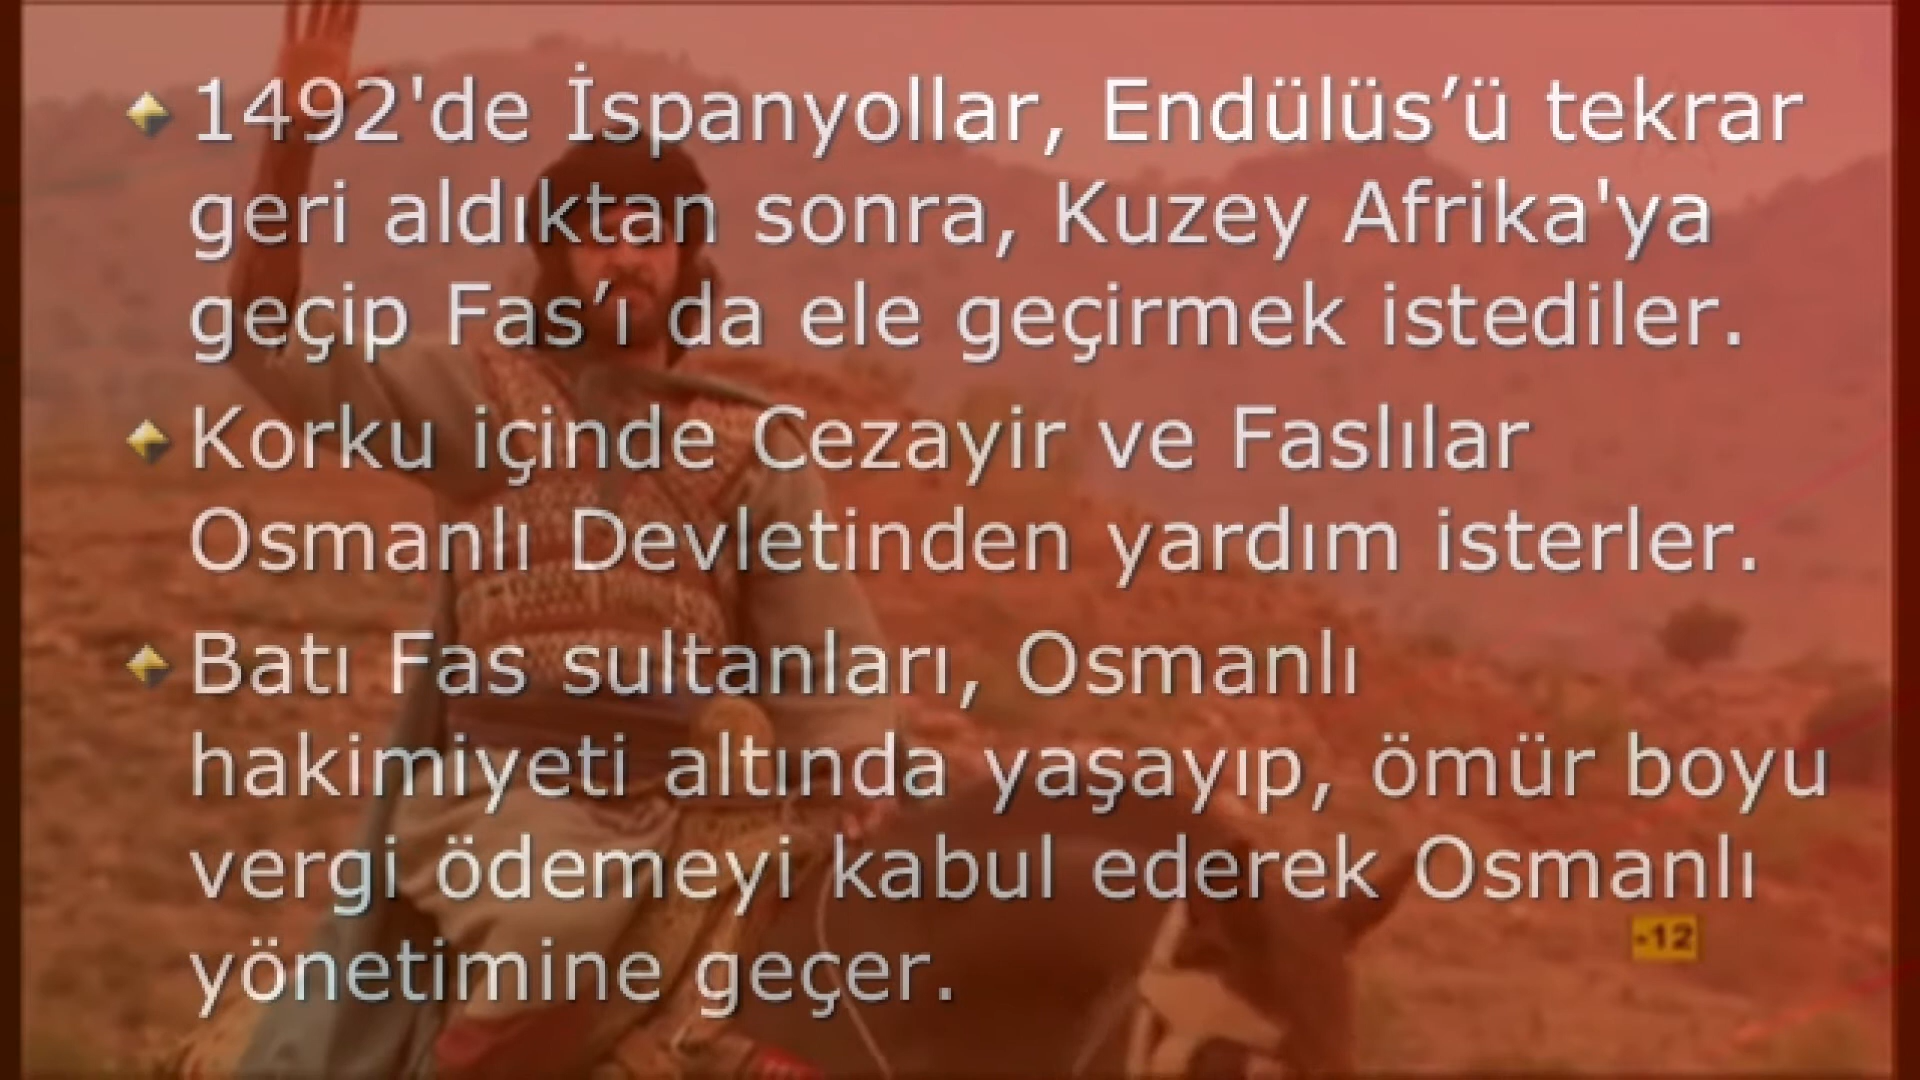 1492'de İspanyollar, Endülüs’ü tekrar
geri aldıktan sonra, Kuzey Afrika'ya
geçip Fas’ı da ele geçirmek istediler.
Korku içinde Cezayir ve Faslılar
Osmanlı Devletinden yardım isterler.
Batı Fas sultanları, Osmanlı
hakimiyeti altında yaşayıp, ömür boyu
vergi ödemeyi kabul ederek Osmanlı
yönetimine geçer.
-12